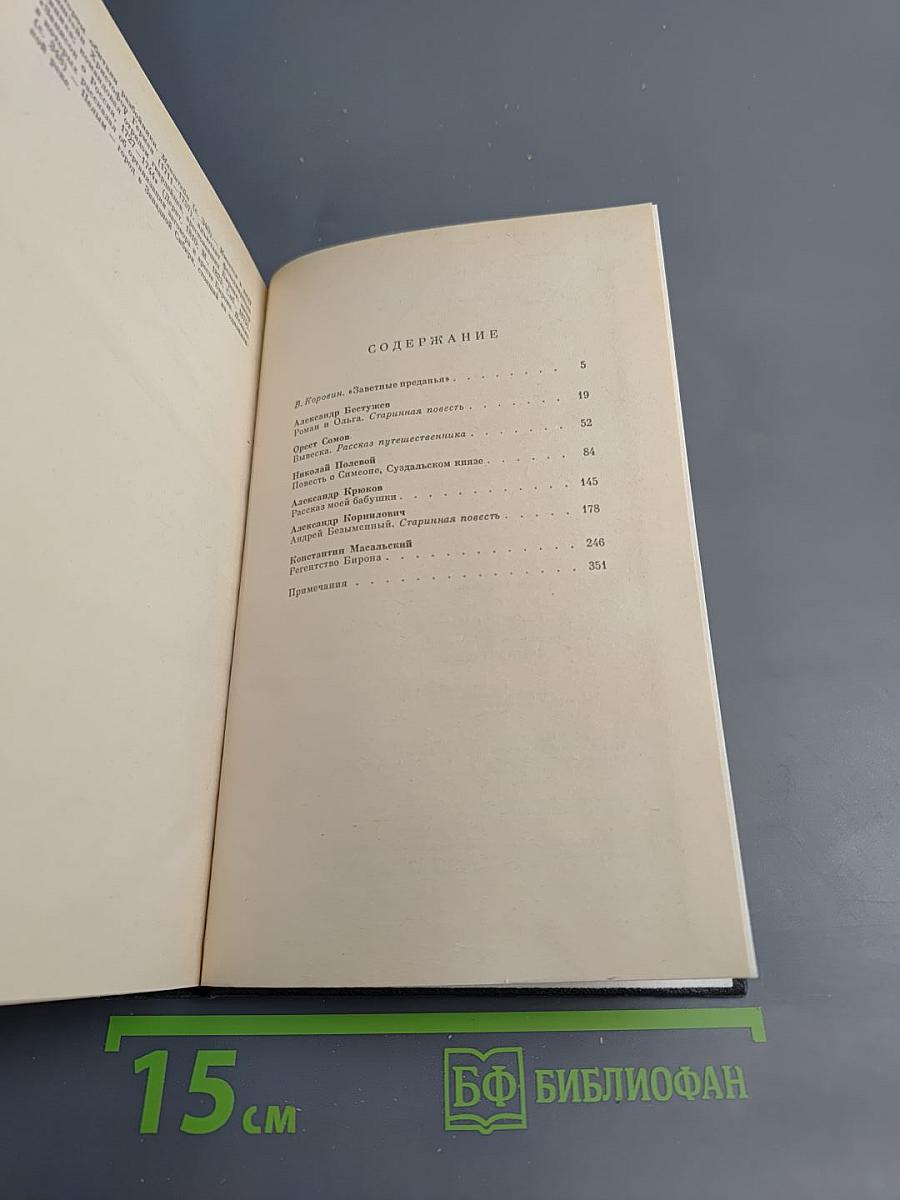 СОДЕРЖАНИЕ
В. Коровин. «Заветные преданья» . . . . . . . . 5
Александр Бестужев
Роман и Ольга. Старинная повесть . . . . . . . 19
Орест Сомов
Вывеска. Рассказ путешественника . . . . . . . 52
Николай Полевой
Повесть о Симеоне, Суздальском князе . . . . . . 84
Александр Крюков
Рассказ моей бабушки . . . . . . . . . . . . 145
Александр Корнилович
Андрей Безыменный. Старинная повесть . . . . . 178
Константин Масальский
Регентство Бирона . . . . . . . . . . . . . 246
Примечания . . . . . . . . . . . . . . . 351
15 см
БФ БИБЛИОФАН